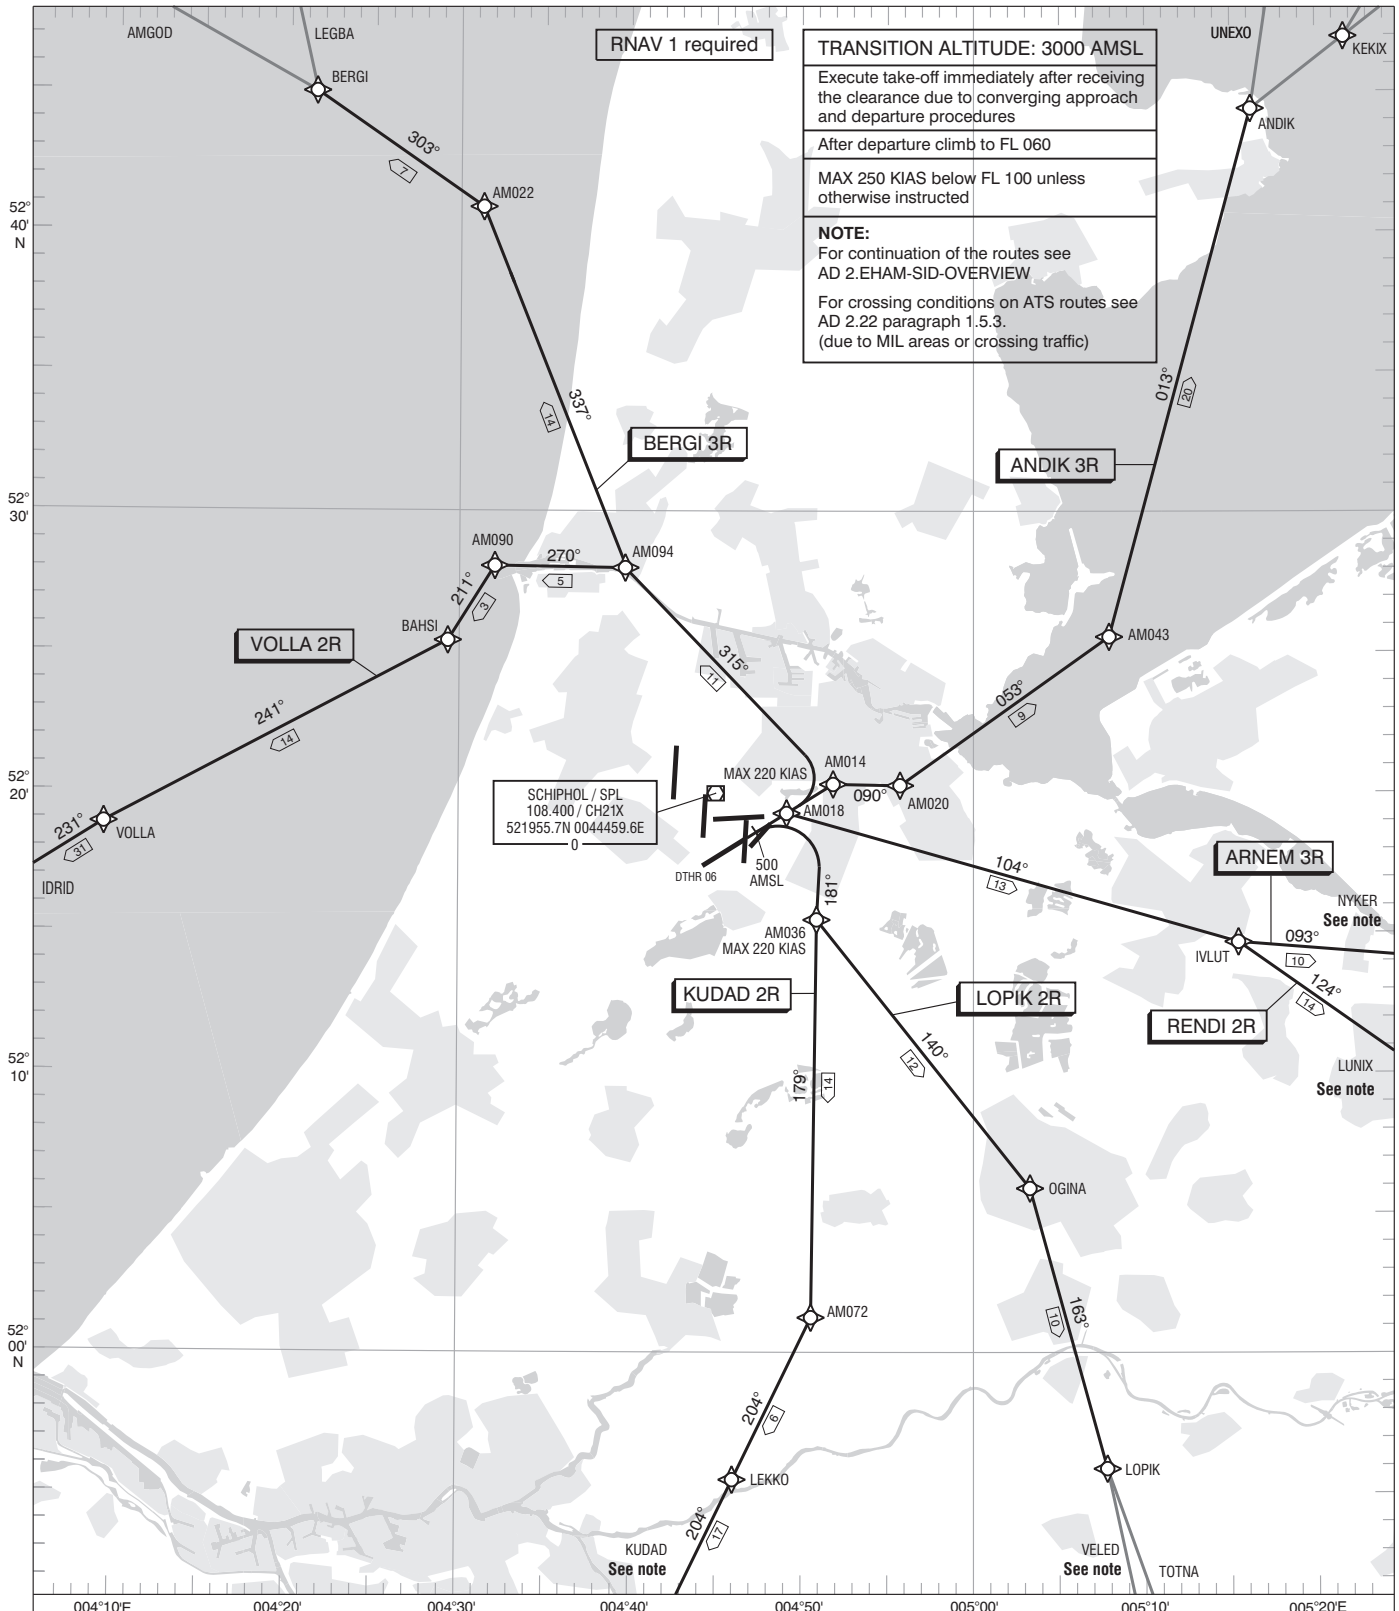 AMGOD
LEGBA
BERGI
RNAV 1 required
TRANSITION ALTITUDE: 3000 AMSL
Execute take-off immediately after receiving
the clearance due to converging approach
and departure procedures
After departure climb to FL 060
MAX 250 KIAS below FL 100 unless
otherwise instructed
NOTE:
For continuation of the routes see
AD 2.EHAM-SID-OVERVIEW
For crossing conditions on ATS routes see
AD 2.22 paragraph 1.5.3.
(due to MIL areas or crossing traffic)
UNEXO
KEKIX
ANDIK
303°
7
AM022
52°
40'
N
337°
14
BERGI 3R
013°
20
ANDIK 3R
52°
30'
AM090
270°
5
AM094
211°
3
BAHSI
VOLLA 2R
241°
14
315°
11
AM043
053°
9
52°
20'
SCHIPHOL / SPL
108.400 / CH21X
521955.7N 0044459.6E
0
MAX 220 KIAS
AM014
090°
AM020
AM018
231°
31
VOLLA
IDRID
DTHR 06
500
AMSL
181°
104°
13
ARNEM 3R
NYKER
See note
093°
10
IVLUT
124°
14
RENDI 2R
LUNIX
See note
AM036
MAX 220 KIAS
KUDAD 2R
LOPIK 2R
140°
12
179°
14
52°
10'
OGINA
163°
10
AM072
52°
00'
N
204°
6
LEKKO
204°
17
KUDAD
See note
LOPIK
VELED
See note
TOTNA
004°10'E
004°20'
004°30'
004°40'
004°50'
005°00'
005°10'
005°20'E